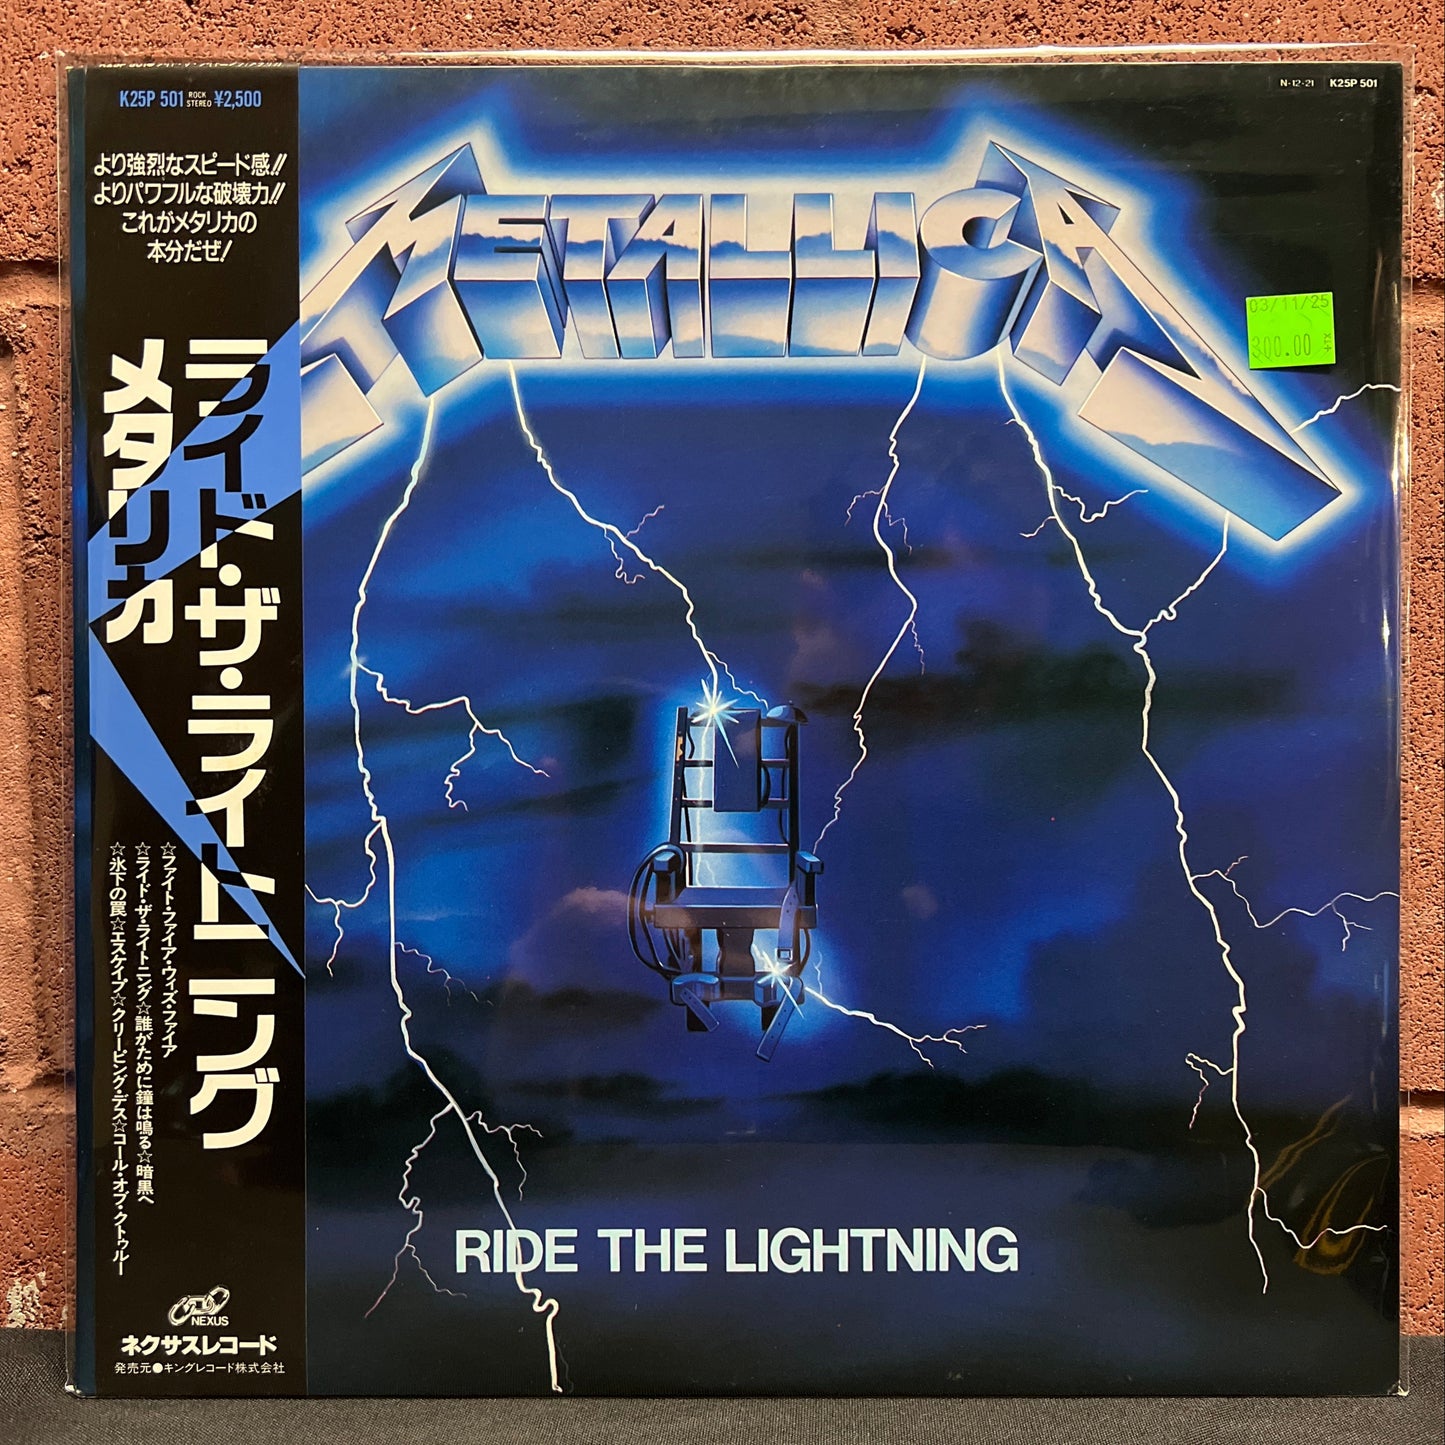 K25P 501 ROCK STEREO ¥2,500
より強烈なスピード感!!
よりパワフルな破壊力!!
これがメタリカの
本分だぜ!
ライド・ザ・ライトニング
メタリカ
☆ファイト・ファイア・ウィズ・ファイア
☆ライド・ザ・ライトニング☆誰がために鐘は鳴る☆暗黒へ
☆氷下の罠☆エスケイプ☆クリーピング・デス☆コール・オブ・クトゥルー
NEXUS
ネクサスレコード
発売元●キングレコード株式会社
N-12-21 K25P 501
METALLICA
03/11/25
300.00
RIDE THE LIGHTNING